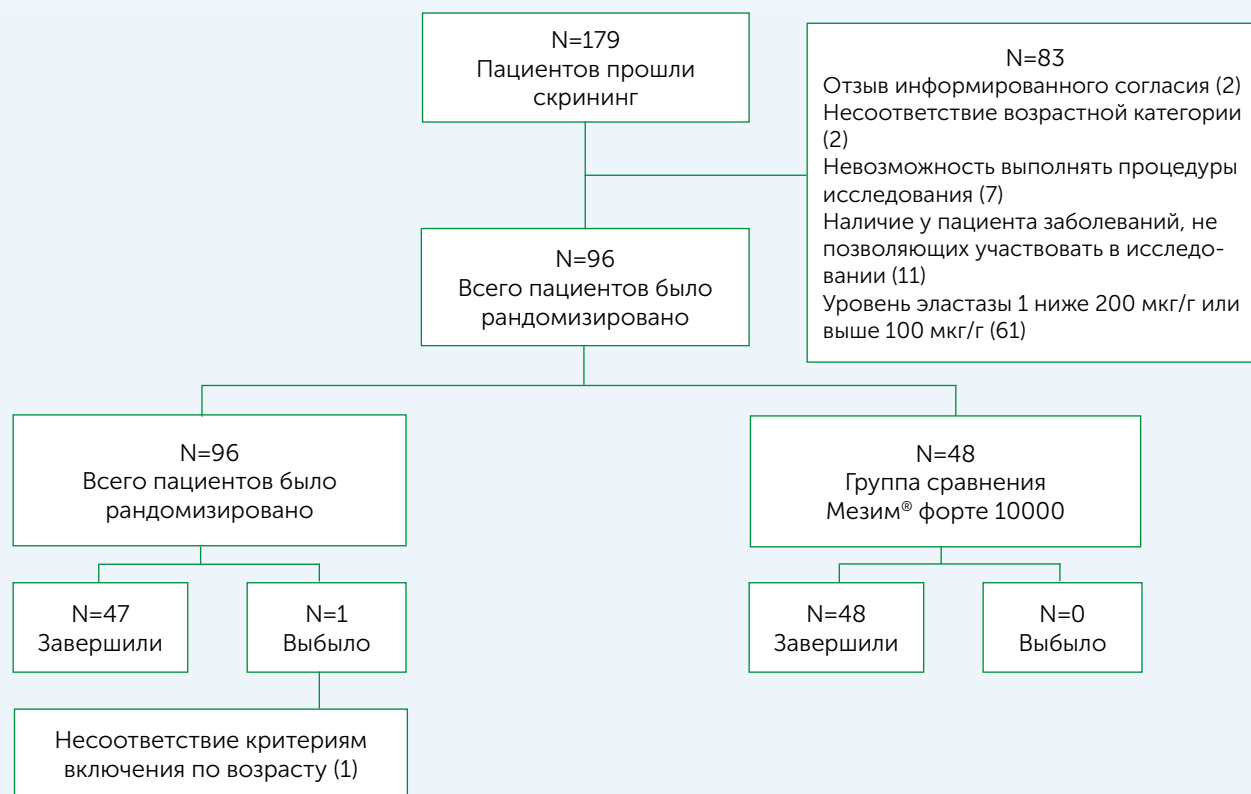 N=179
Пациентов прошли
скрининг
N=83
Отзыв информированного согласия (2)
Несоответствие возрастной категории
(2)
Невозможность выполнять процедуры
исследования (7)
Наличие у пациента заболеваний, не
позволяющих участвовать в исследо-
вании (11)
Уровень эластазы 1 ниже 200 мкг/г или
выше 100 мкг/г (61)
N=96
Всего пациентов было
рандомизировано
N=96
Всего пациентов было
рандомизировано
N=48
Группа сравнения
Мезим® форте 10000
N=47
Завершили
N=1
Выбыло
N=48
Завершили
N=0
Выбыло
Несоответствие критериям
включения по возрасту (1)